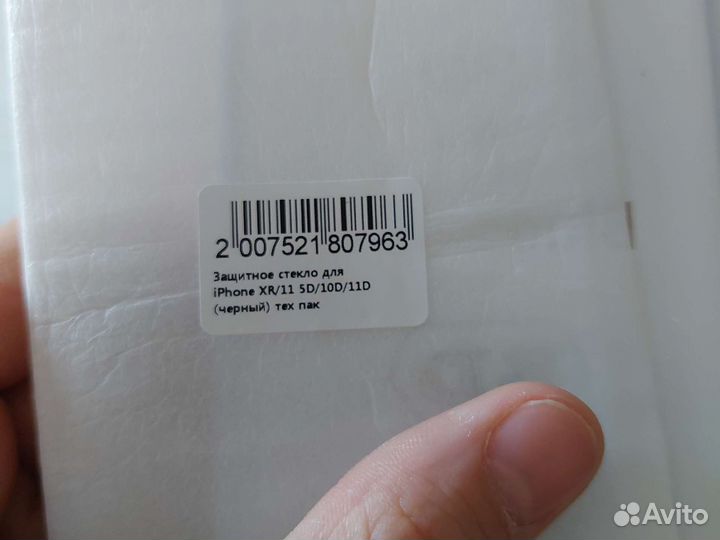 2 007521 807963
Защитное стекло для
iPhone XR/11 5D/10D/11D
(черный) тех пак
Avito